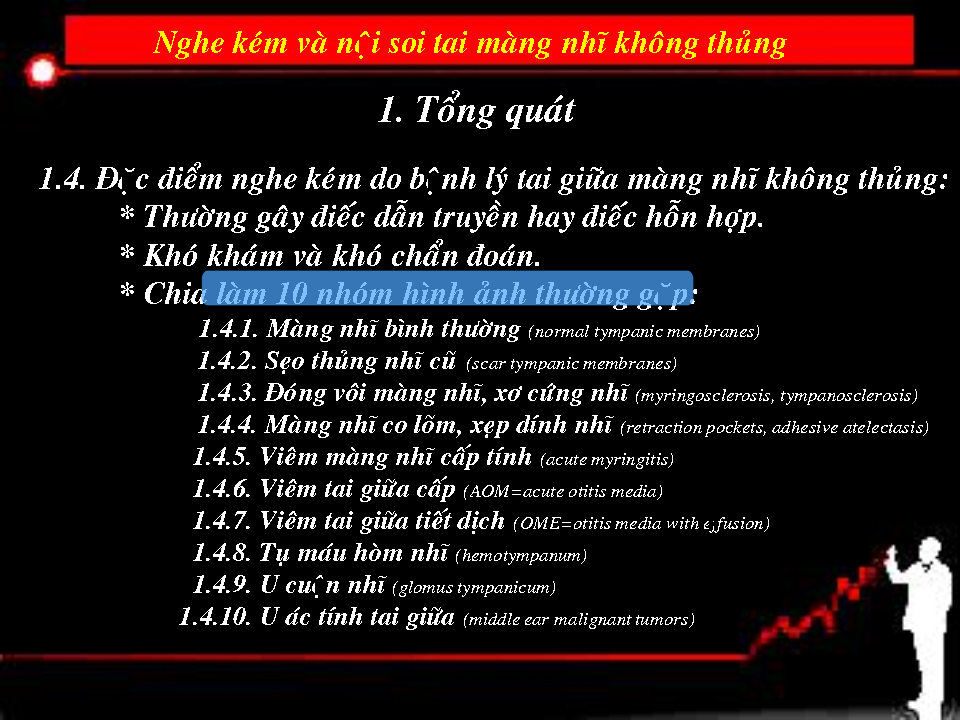 Nghe kém và nội soi tai màng nhĩ không thủng
1. Tổng quát
1.4. Đặc điểm nghe kém do bệnh lý tai giữa màng nhĩ không thủng:
* Thường gây điếc dẫn truyền hay điếc hỗn hợp.
* Khó khám và khó chẩn đoán.
* Chia làm 10 nhóm hình ảnh thường gặp:
1.4.1. Màng nhĩ bình thường (normal tympanic membranes)
1.4.2. Sẹo thủng nhĩ cũ (scar tympanic membranes)
1.4.3. Đóng vôi màng nhĩ, xơ cứng nhĩ (myringosclerosis, tympanosclerosis)
1.4.4. Màng nhĩ co lõm, xẹp dính nhĩ (retraction pockets, adhesive atelectasis)
1.4.5. Viêm màng nhĩ cấp tính (acute myringitis)
1.4.6. Viêm tai giữa cấp (AOM=acute otitis media)
1.4.7. Viêm tai giữa tiết dịch (OME=otitis media with effusion)
1.4.8. Tụ máu hòm nhĩ (hemotympanum)
1.4.9. U cuộn nhĩ (glomus tympanicum)
1.4.10. U ác tính tai giữa (middle ear malignant tumors)